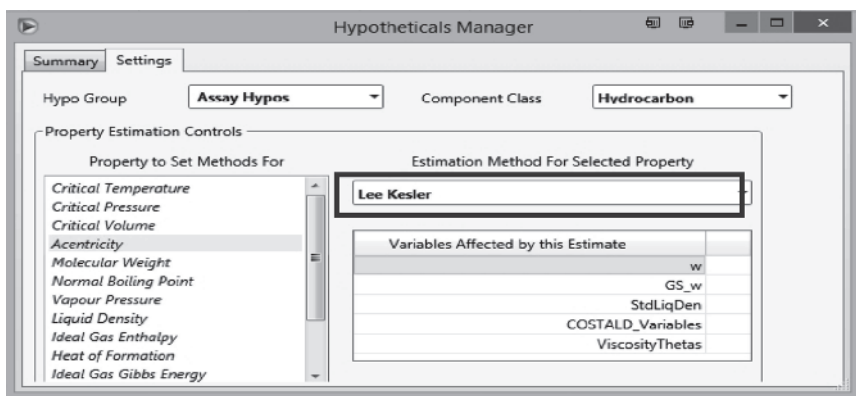 Hypotheticals Manager
Summary Settings
Hypo Group Assay Hypos Component Class Hydrocarbon
Property Estimation Controls
Property to Set Methods For
Critical Temperature
Critical Pressure
Critical Volume
Acentricity
Molecular Weight
Normal Boiling Point
Vapour Pressure
Liquid Density
Ideal Gas Enthalpy
Heat of Formation
Ideal Gas Gibbs Energy
Estimation Method For Selected Property
Lee Kesler
Variables Affected by this Estimate
w
GS_w
StdLiqDen
COSTALD_Variables
ViscosityThetas